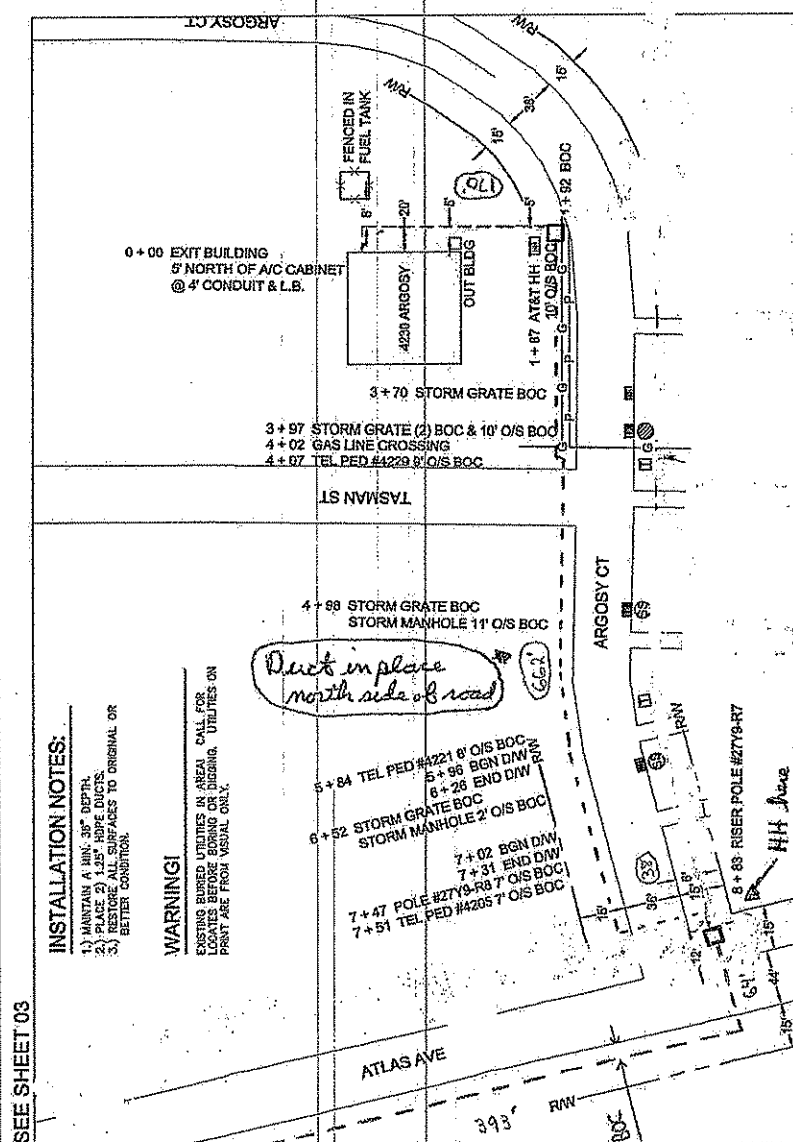 ARGOSY CT
R/W
15'
36'
15'
R/W
FENCED IN
FUEL TANK
170'
8'
20'
5'
5'
1 + 92 BOC
0 + 00 EXIT BUILDING
5' NORTH OF A/C CABINET
@ 4' CONDUIT & L.B.
4230 ARGOSY
OUT BLDG
1 + 87 AT&T HH
10' O/S BOC
G
P
G
P
G
P
G
G
G
3 + 70 STORM GRATE BOC
3 + 97 STORM GRATE (2) BOC & 10' O/S BOC
4 + 02 GAS LINE CROSSING
4 + 07 TEL PED #4229 9' O/S BOC
TASMAN ST
ARGOSY CT
4 + 98 STORM GRATE BOC
STORM MANHOLE 11' O/S BOC
Duct in place
north side of road
662'
INSTALLATION NOTES:
1.) MAINTAIN A MIN. 36" DEPTH.
2.) PLACE 2) 1.25" HDPE DUCTS.
3.) RESTORE ALL SURFACES TO ORIGINAL OR
BETTER CONDITION.
WARNING!
EXISTING BURIED UTILITIES IN AREA! CALL FOR
LOCATES BEFORE BORING OR DIGGING. UTILITIES ON
PRINT ARE FROM VISUAL ONLY.
5 + 84 TEL PED #4221 8' O/S BOC
5 + 96 BGN D/W
6 + 26 END D/W
R/W
6 + 52 STORM GRATE BOC
STORM MANHOLE 2' O/S BOC
7 + 02 BGN D/W
7 + 31 END D/W
7 + 47 POLE #27Y9-R8 7' O/S BOC
7 + 51 TEL PED #4205 7' O/S BOC
SS
SS
T
T
R/W
8 + 83 RISER POLE #27Y9-R7
HH here
15'
36'
38'
15'
8'
12'
64'
15'
44'
15'
SEE SHEET 03
ATLAS AVE
393'
R/W
BOC